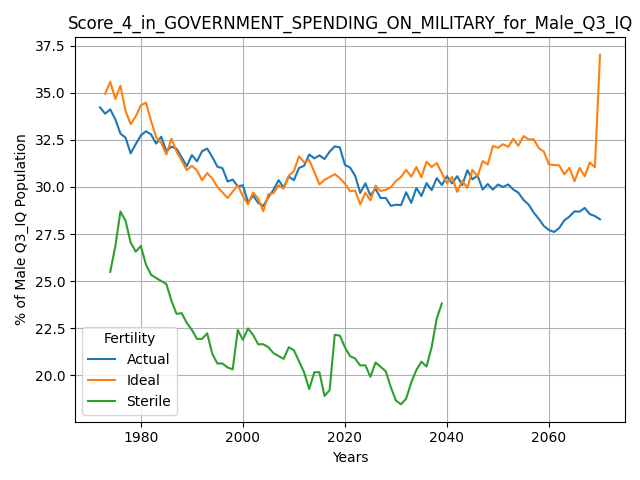 Score_4_in_GOVERNMENT_SPENDING_ON_MILITARY_for_Male_Q3_IQ
37.5
35.0
32.5
30.0
27.5
25.0
22.5
20.0
% of Male Q3_IQ Population
Fertility
Actual
Ideal
Sterile
1980
2000
2020
2040
2060
Years